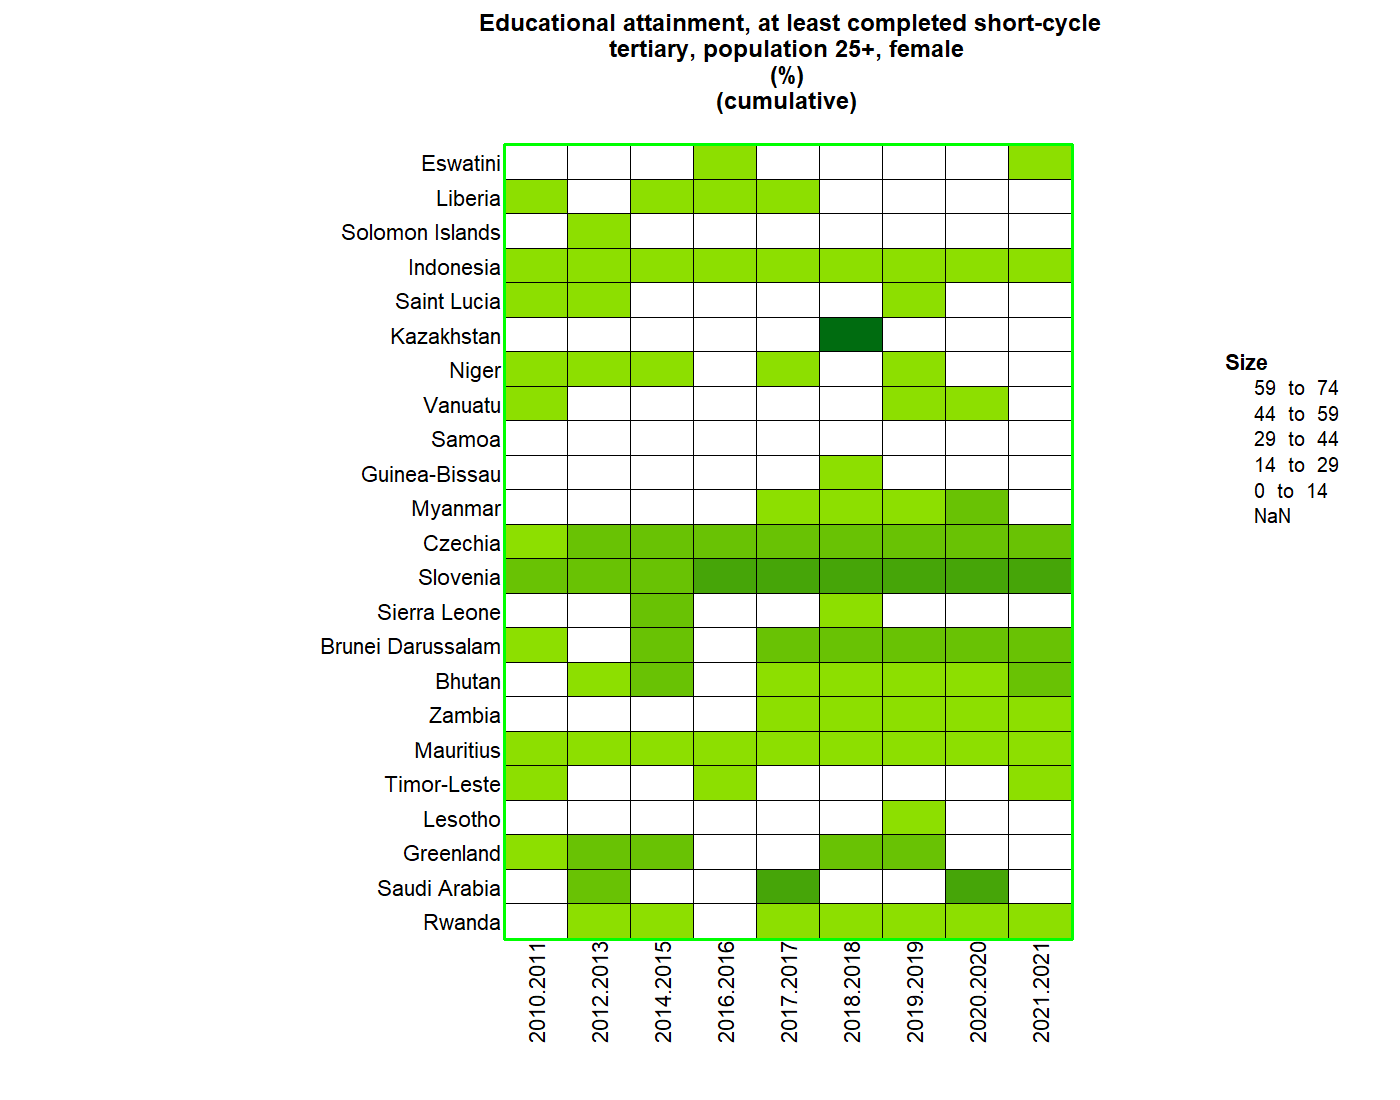 Educational attainment, at least completed short-cycle
tertiary, population 25+, female
(%)
(cumulative)
Eswatini
Liberia
Solomon Islands
Indonesia
Saint Lucia
Kazakhstan
Niger
Vanuatu
Samoa
Guinea-Bissau
Myanmar
Czechia
Slovenia
Sierra Leone
Brunei Darussalam
Bhutan
Zambia
Mauritius
Timor-Leste
Lesotho
Greenland
Saudi Arabia
Rwanda
2010.2011
2012.2013
2014.2015
2016.2016
2017.2017
2018.2018
2019.2019
2020.2020
2021.2021
Size
59 to 74
44 to 59
29 to 44
14 to 29
0 to 14
NaN